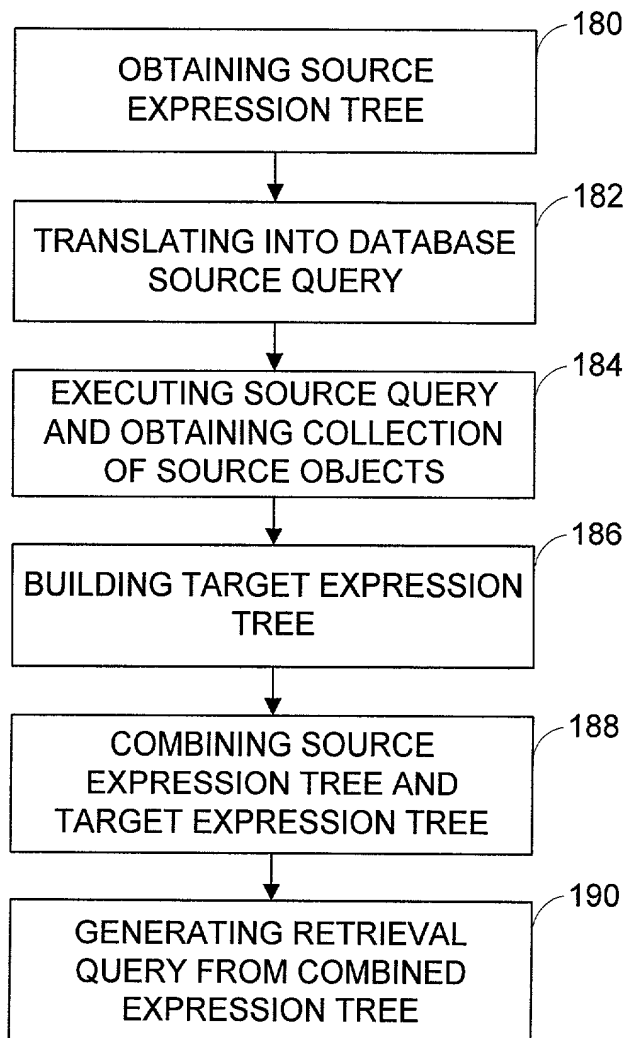 180
OBTAINING SOURCE
EXPRESSION TREE
182
TRANSLATING INTO DATABASE
SOURCE QUERY
184
EXECUTING SOURCE QUERY
AND OBTAINING COLLECTION
OF SOURCE OBJECTS
186
BUILDING TARGET EXPRESSION
TREE
188
COMBINING SOURCE
EXPRESSION TREE AND
TARGET EXPRESSION TREE
190
GENERATING RETRIEVAL
QUERY FROM COMBINED
EXPRESSION TREE